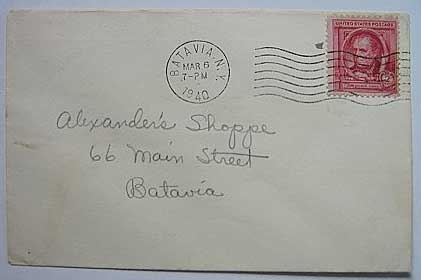 BATAVIA, N.Y.
MAR 6
7-PM
1940
UNITED STATES POSTAGE
Alexander's Shoppe
66 Main Street
Batavia